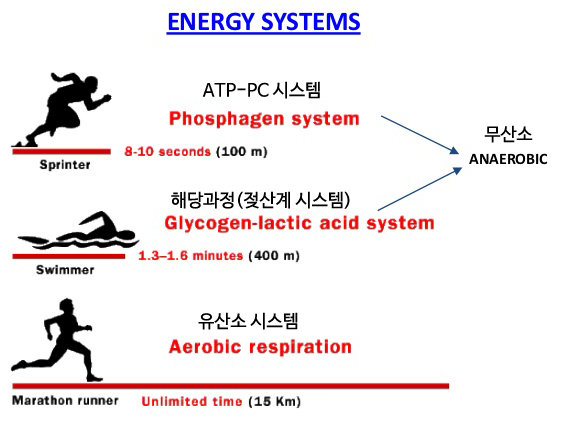 ENERGY SYSTEMS
ATP-PC 시스템
Phosphagen system
8-10 seconds (100 m)
Sprinter
무산소
ANAEROBIC
해당과정(젖산계 시스템)
Glycogen-lactic acid system
1.3–1.6 minutes (400 m)
Swimmer
유산소 시스템
Aerobic respiration
Marathon runner
Unlimited time (15 Km)